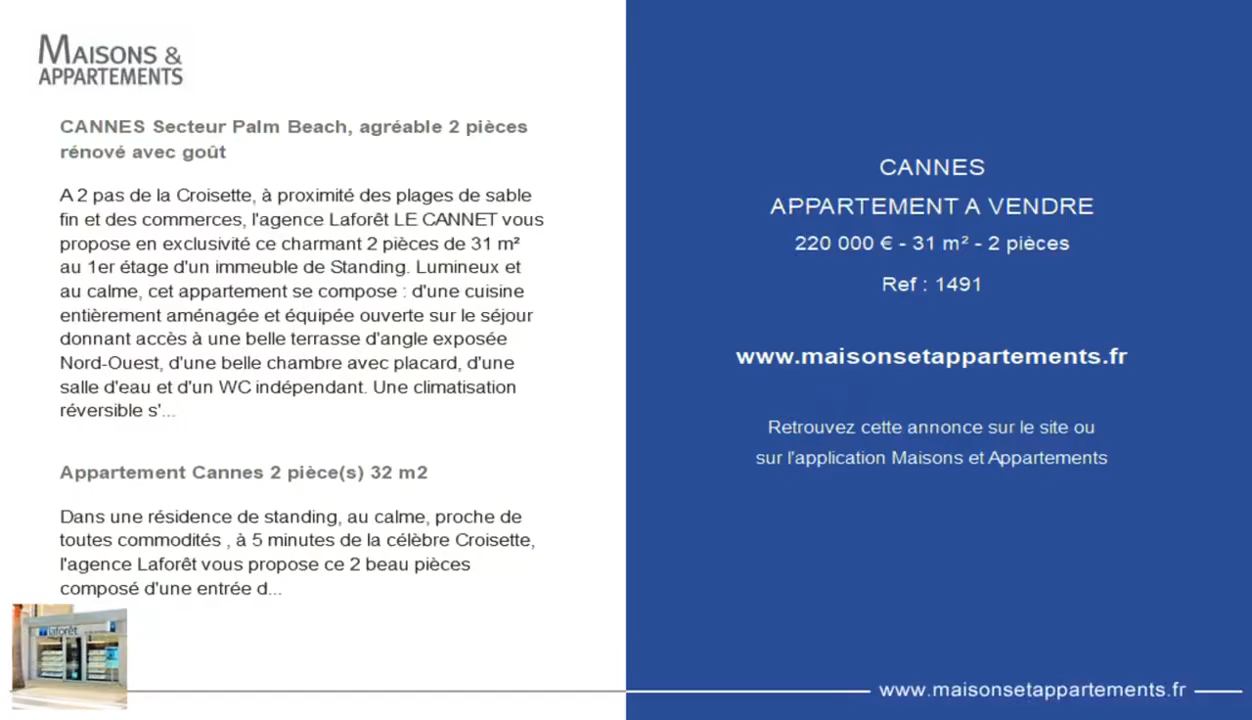 MAISONS &
APPARTEMENTS
CANNES Secteur Palm Beach, agréable 2 pièces
rénové avec goût
A 2 pas de la Croisette, à proximité des plages de sable
fin et des commerces, l'agence Laforêt LE CANNET vous
propose en exclusivité ce charmant 2 pièces de 31 m²
au 1er étage d'un immeuble de Standing. Lumineux et
au calme, cet appartement se compose : d'une cuisine
entièrement aménagée et équipée ouverte sur le séjour
donnant accès à une belle terrasse d'angle exposée
Nord-Ouest, d'une belle chambre avec placard, d'une
salle d'eau et d'un WC indépendant. Une climatisation
réversible s'...
Appartement Cannes 2 pièce(s) 32 m2
Dans une résidence de standing, au calme, proche de
toutes commodités , à 5 minutes de la célèbre Croisette,
l'agence Laforêt vous propose ce 2 beau pièces
composé d'une entrée d...
laforêt
CANNES
APPARTEMENT A VENDRE
220 000 € - 31 m² - 2 pièces
Ref : 1491
www.maisonsetappartements.fr
Retrouvez cette annonce sur le site ou
sur l'application Maisons et Appartements
www.maisonsetappartements.fr